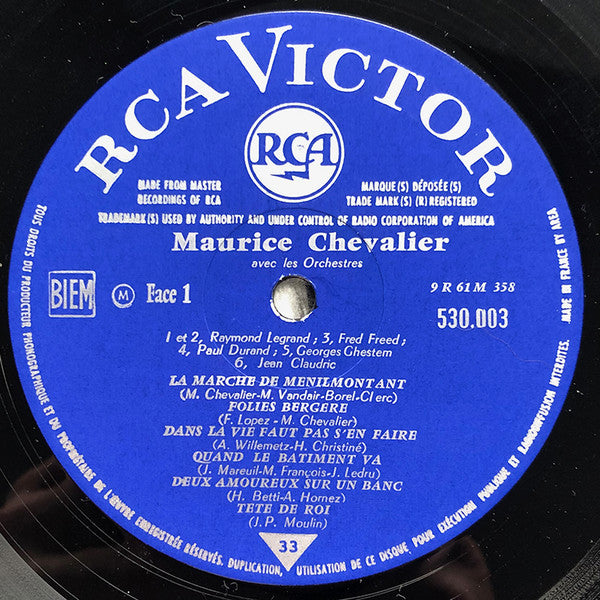 RCA VICTOR
RCA
MADE FROM MASTER
RECORDINGS OF RCA
MARQUE(S) DÉPOSÉE(S)
TRADE MARK(S) (R) REGISTERED
TRADEMARK(S) USED BY AUTHORITY AND UNDER CONTROL OF RADIO CORPORATION OF AMERICA
Maurice Chevalier
avec les Orchestres
BIEM
M Face 1
9 R 61 M 358
530.003
1 et 2, Raymond Legrand ; 3, Fred Freed ;
4, Paul Durand ; 5, Georges Ghestem
6, Jean Claudric
LA MARCHE DE MENILMONTANT
(M. Chevalier-M. Vandair-Borel-Clerc)
FOLIES BERGERE
(F. Lopez - M. Chevalier)
DANS LA VIE FAUT PAS S'EN FAIRE
(A. Willemetz-H. Christiné)
QUAND LE BATIMENT VA
(J. Mareuil-M. François-J. Ledru)
DEUX AMOUREUX SUR UN BANC
(H. Betti-A. Hornez)
TETE DE ROI
(J.P. Moulin)
33
TOUS DROITS DU PRODUCTEUR PHONOGRAPHIQUE ET DU PROPRIÉTAIRE DE L'ŒUVRE ENREGISTRÉE RÉSERVÉS. DUPLICATION, UTILISATION DE CE DISQUE POUR EXÉCUTION PUBLIQUE ET RADIODIFFUSION INTERDITES.
MADE IN FRANCE BY AREA